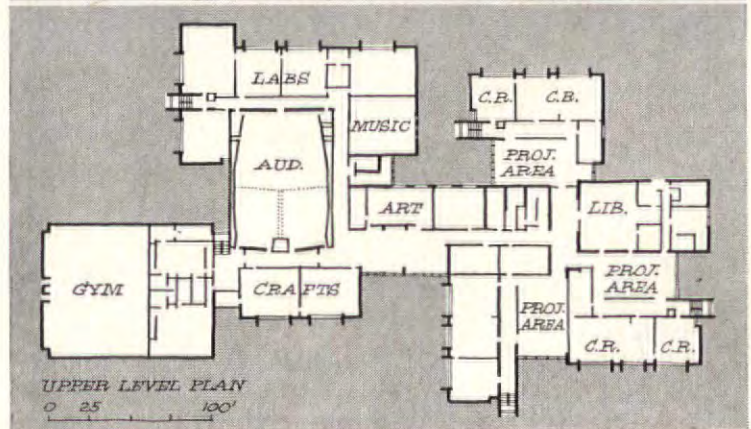 LABS
C.R.
C.B.
MUSIC
PROJ.
AREA
AUD.
ART
LIB.
PROJ.
AREA
GYM
CRAFTS
PROJ.
AREA
C.R.
C.R.
UPPER LEVEL PLAN
0 25 100'